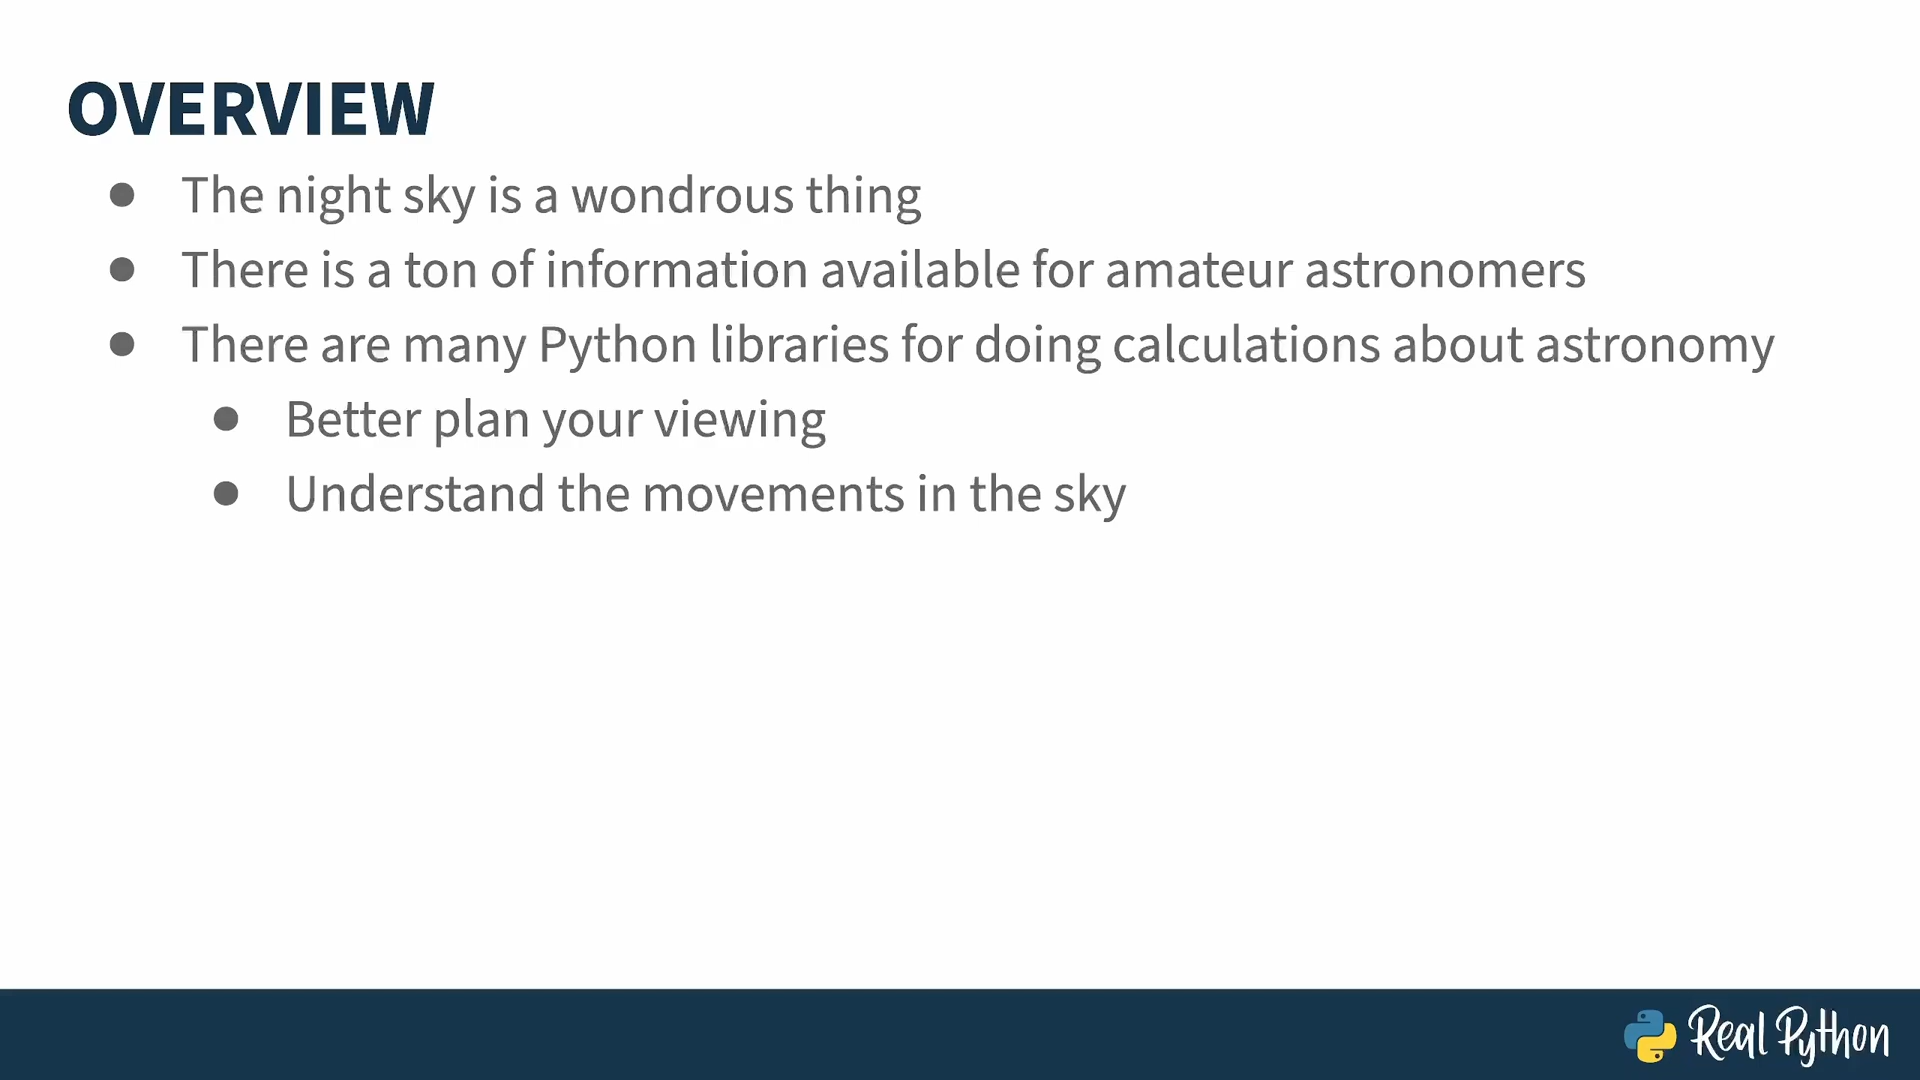 OVERVIEW
● The night sky is a wondrous thing
● There is a ton of information available for amateur astronomers
● There are many Python libraries for doing calculations about astronomy
● Better plan your viewing
● Understand the movements in the sky
Real Python